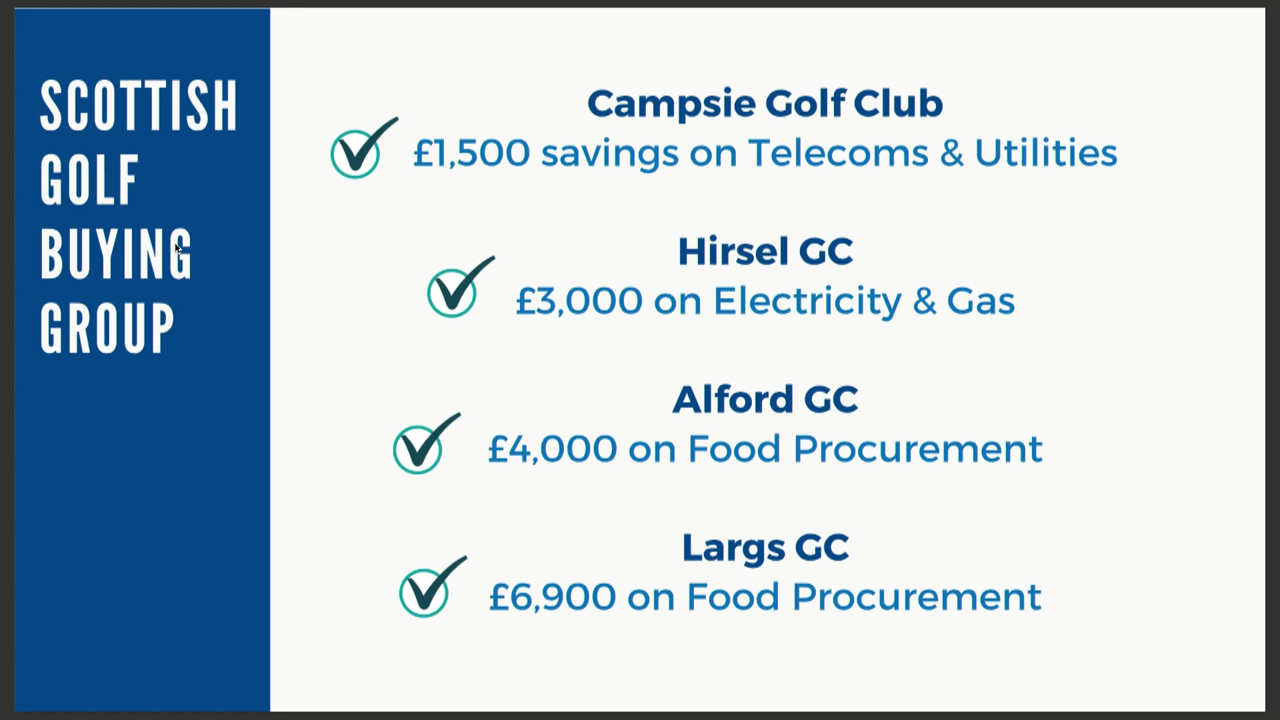 SCOTTISH
GOLF
BUYING
GROUP
Campsie Golf Club
£1,500 savings on Telecoms & Utilities
Hirsel GC
£3,000 on Electricity & Gas
Alford GC
£4,000 on Food Procurement
Largs GC
£6,900 on Food Procurement